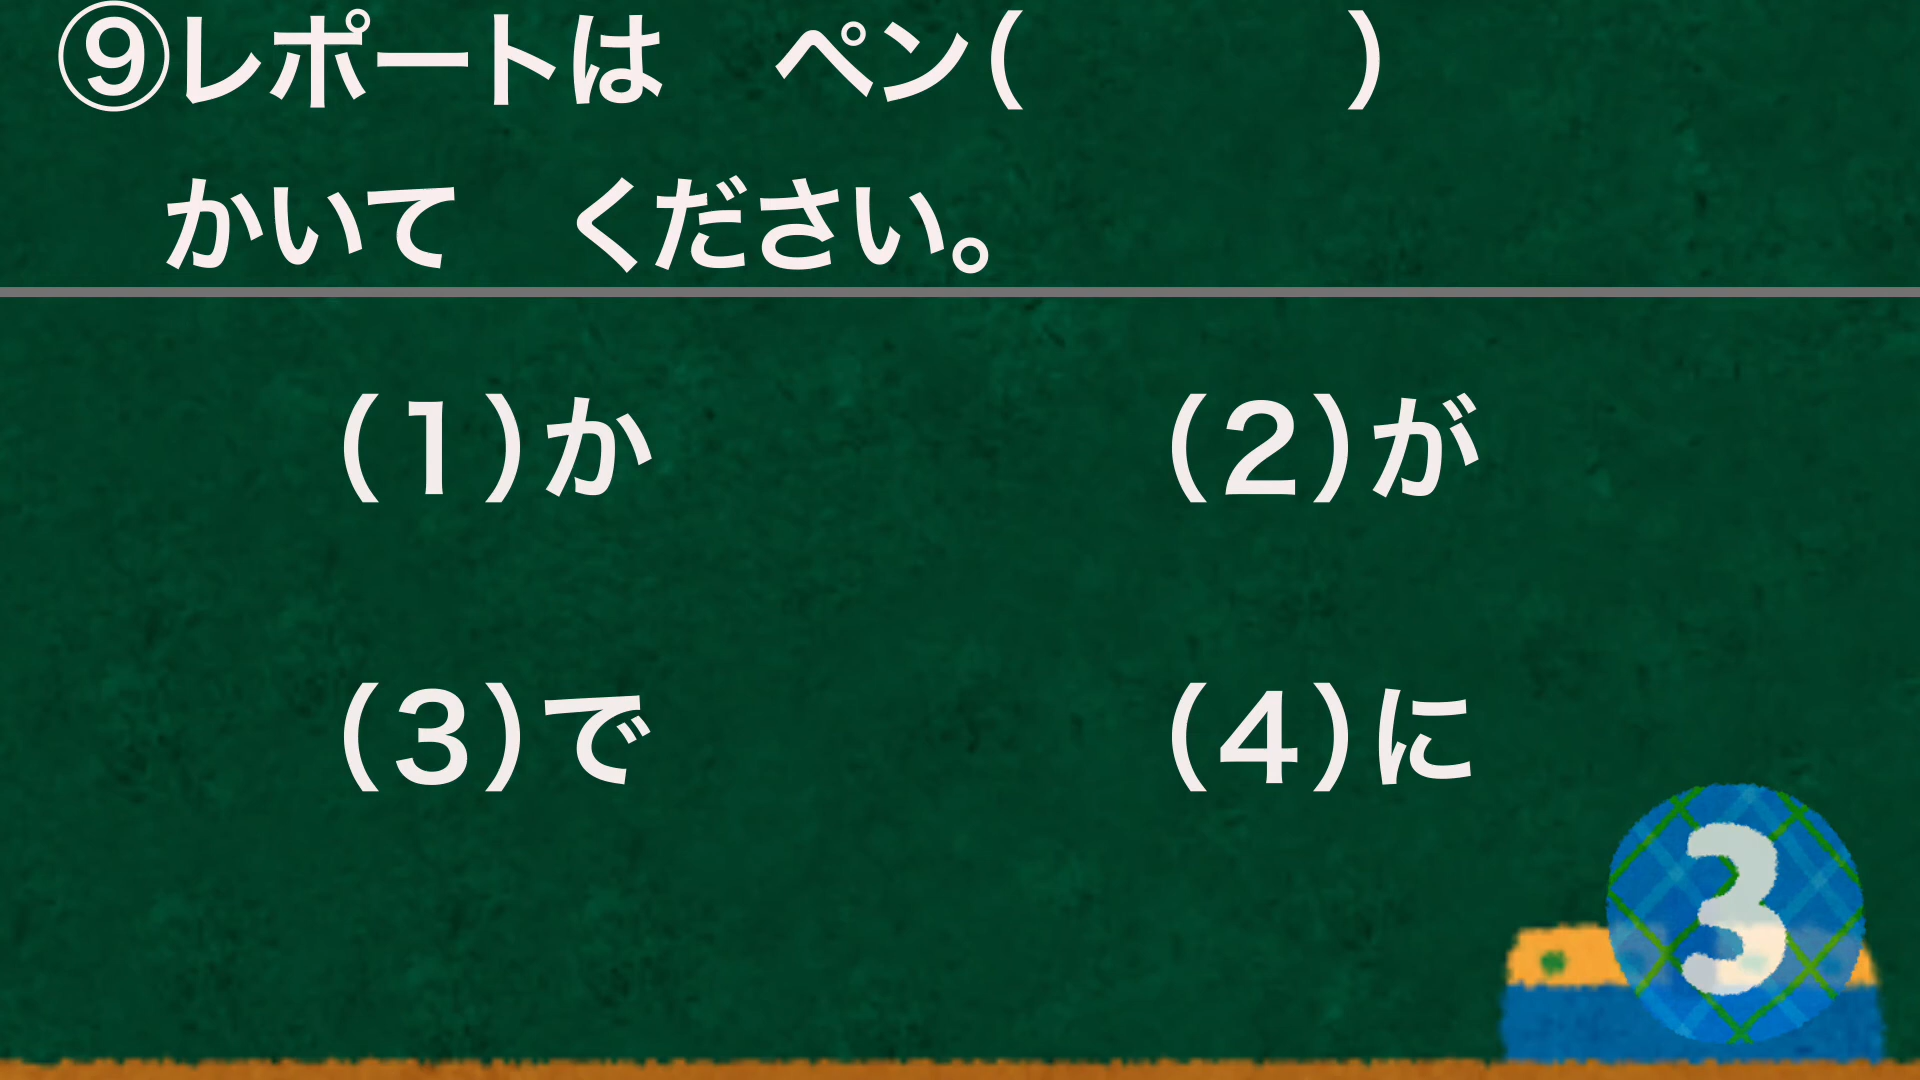 ⑨レポートは　ペン（　　　）
かいて　ください。
（１）か　（２）が
（３）で　（４）に
3